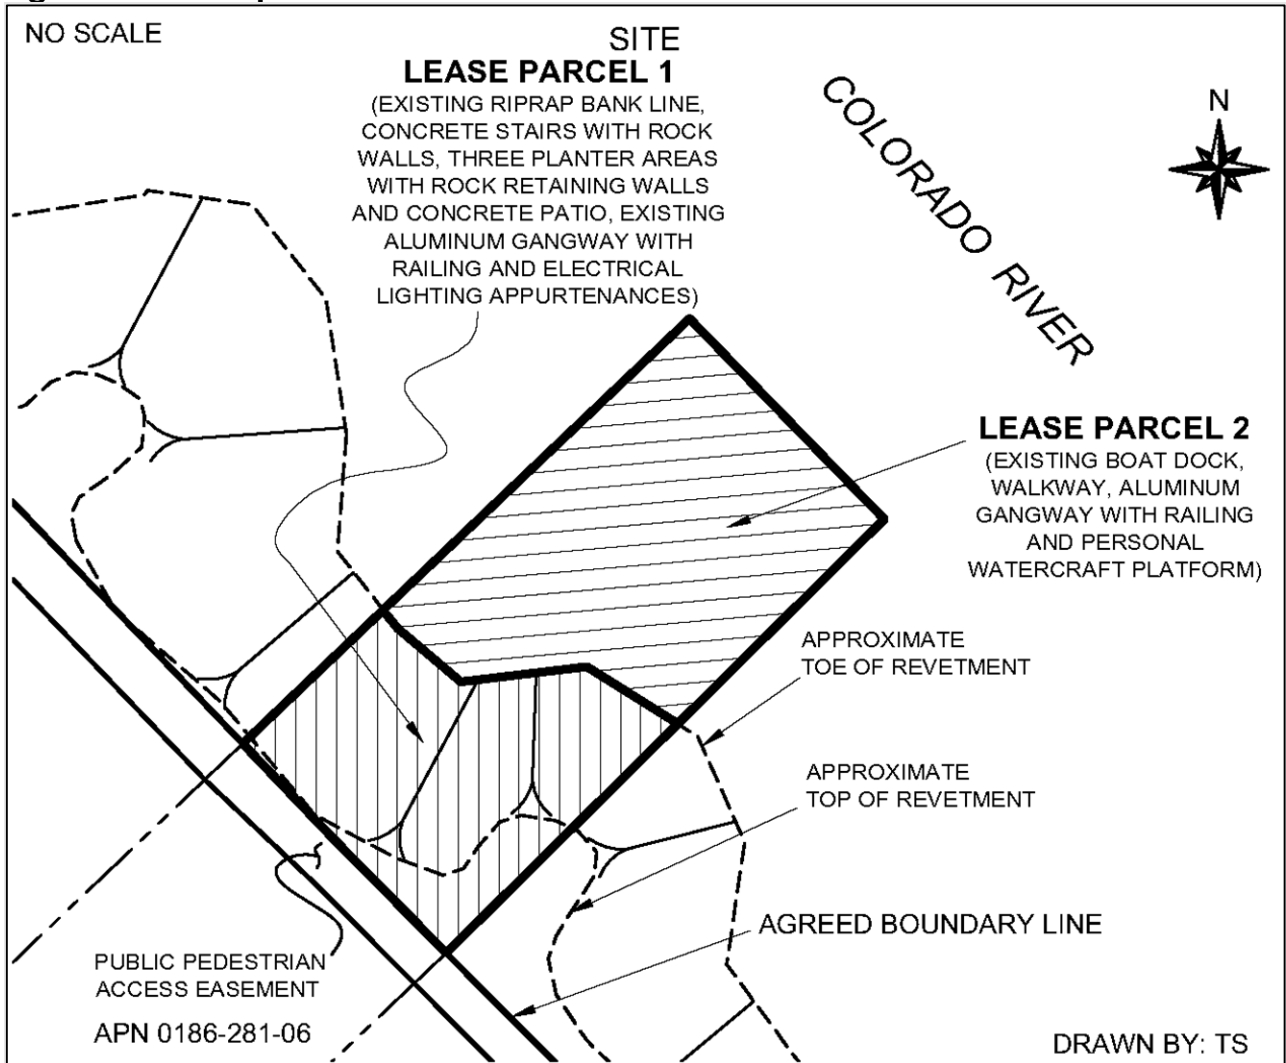 NO SCALE
SITE
LEASE PARCEL 1
(EXISTING RIPRAP BANK LINE,
CONCRETE STAIRS WITH ROCK
WALLS, THREE PLANTER AREAS
WITH ROCK RETAINING WALLS
AND CONCRETE PATIO, EXISTING
ALUMINUM GANGWAY WITH
RAILING AND ELECTRICAL
LIGHTING APPURTENANCES)
COLORADO RIVER
N
LEASE PARCEL 2
(EXISTING BOAT DOCK,
WALKWAY, ALUMINUM
GANGWAY WITH RAILING
AND PERSONAL
WATERCRAFT PLATFORM)
APPROXIMATE
TOE OF REVETMENT
APPROXIMATE
TOP OF REVETMENT
AGREED BOUNDARY LINE
PUBLIC PEDESTRIAN
ACCESS EASEMENT
APN 0186-281-06
DRAWN BY: TS